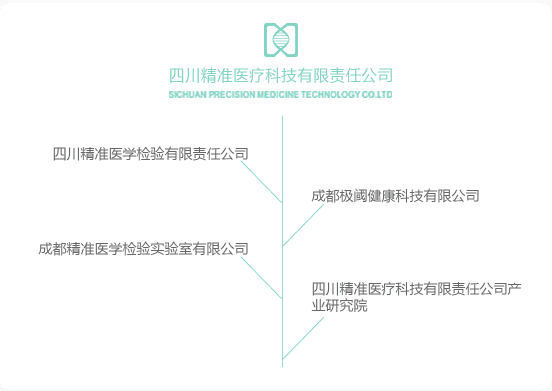 四川精准医疗科技有限责任公司
SICHUAN PRECISION MEDICINE TECHNOLOGY CO.LTD
四川精准医学检验有限责任公司
成都极阈健康科技有限公司
成都精准医学检验实验室有限公司
四川精准医疗科技有限责任公司产
业研究院